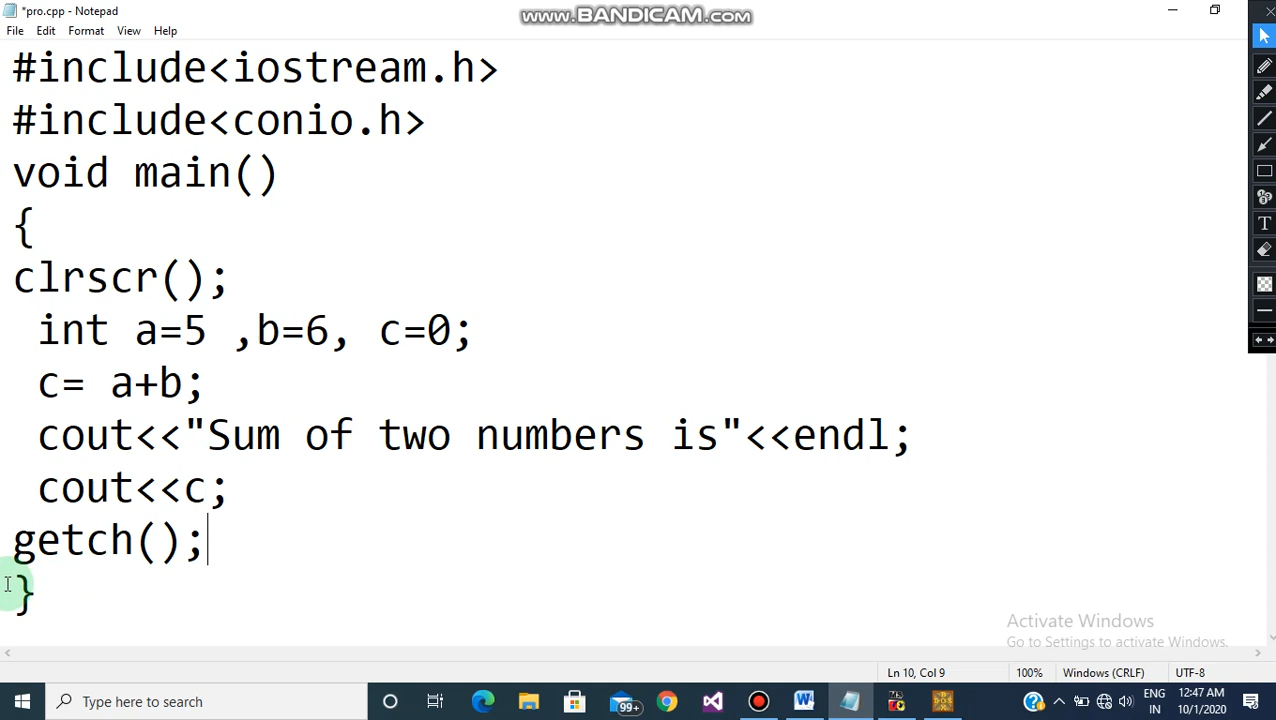 *pro.cpp - Notepad
www.BANDICAM.com
File Edit Format View Help
#include<iostream.h>
#include<conio.h>
void main()
{
clrscr();
int a=5 ,b=6, c=0;
c= a+b;
cout<<"Sum of two numbers is"<<endl;
cout<<c;
getch();
}
Activate Windows
Go to Settings to activate Windows.
Ln 10, Col 9 100% Windows (CRLF) UTF-8
Type here to search
99+
ENG
IN
12:47 AM
10/1/2020